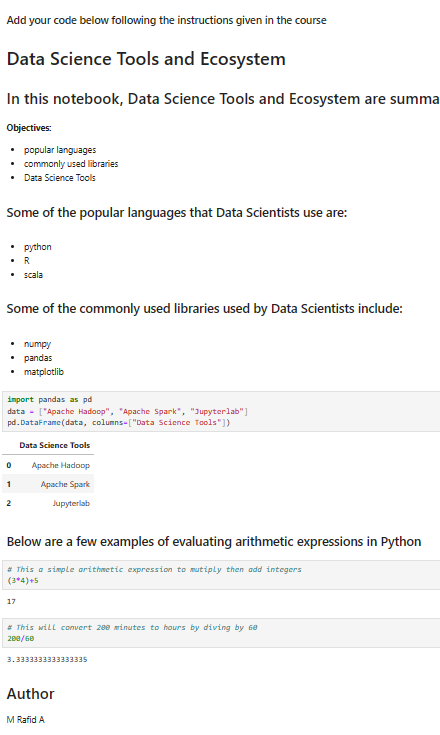 Add your code below following the instructions given in the course
Data Science Tools and Ecosystem
In this notebook, Data Science Tools and Ecosystem are summa
Objectives:
• popular languages
• commonly used libraries
• Data Science Tools
Some of the popular languages that Data Scientists use are:
• python
• R
• scala
Some of the commonly used libraries used by Data Scientists include:
• numpy
• pandas
• matplotlib
import pandas as pd
data = ["Apache Hadoop", "Apache Spark", "Jupyterlab"]
pd.DataFrame(data, columns=["Data Science Tools"])
Data Science Tools
0 Apache Hadoop
1 Apache Spark
2 Jupyterlab
Below are a few examples of evaluating arithmetic expressions in Python
# This a simple arithmetic expression to mutiply then add integers
(3*4)+5
17
# This will convert 200 minutes to hours by diving by 60
200/60
3.3333333333333335
Author
M Rafid A